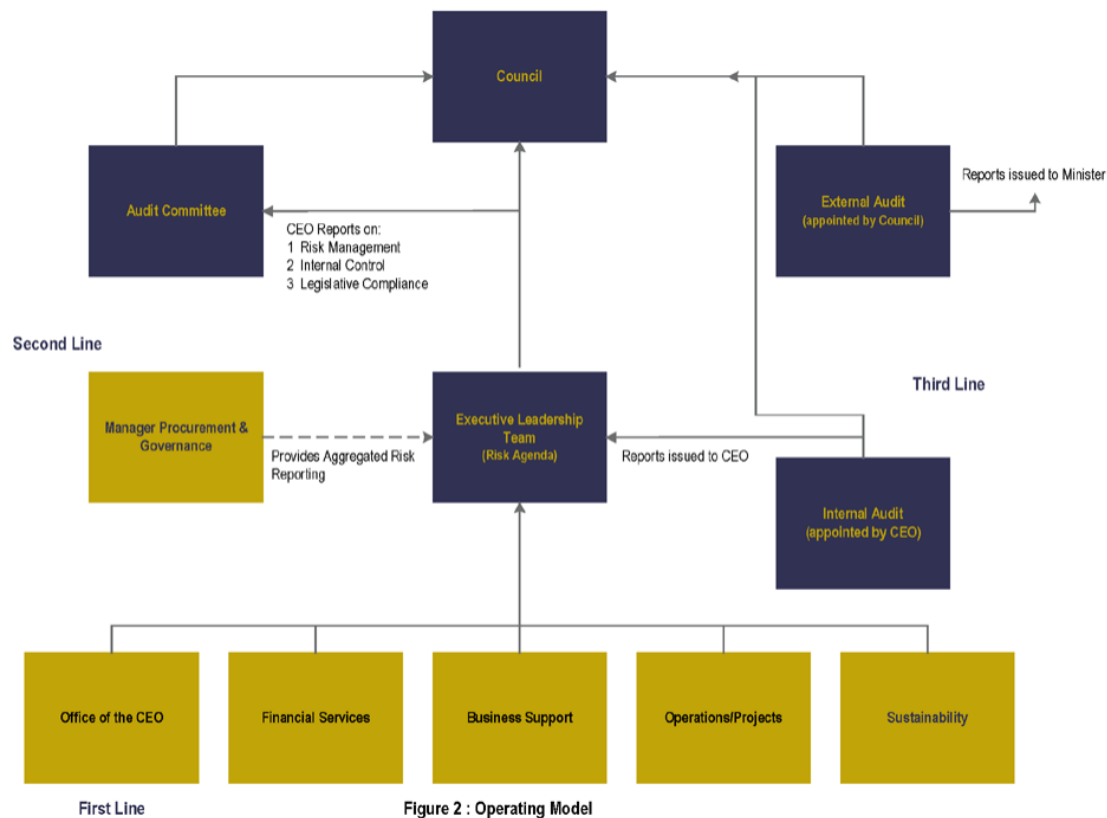 Council
Audit Committee
External Audit
(appointed by Council)
Reports issued to Minister
CEO Reports on:
1 Risk Management
2 Internal Control
3 Legislative Compliance
Second Line
Third Line
Manager Procurement &
Governance
Provides Aggregated Risk
Reporting
Executive Leadership
Team
(Risk Agenda)
Reports issued to CEO
Internal Audit
(appointed by CEO)
Office of the CEO
Financial Services
Business Support
Operations/Projects
Sustainability
First Line
Figure 2 : Operating Model